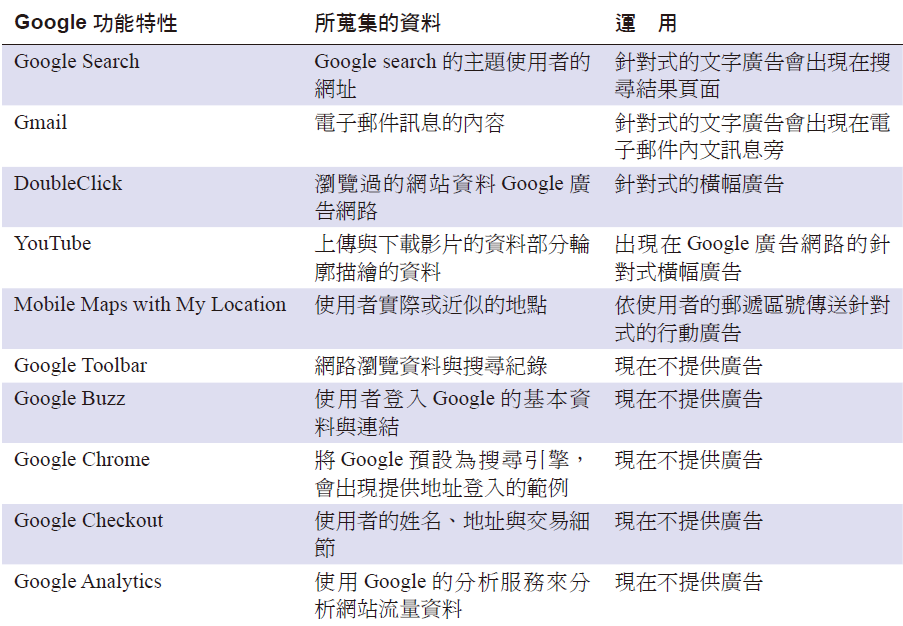 Google 功能特性 所蒐集的資料 運 用
Google Search Google search 的主題使用者的 針對式的文字廣告會出現在搜
網址 尋結果頁面
Gmail 電子郵件訊息的內容 針對式的文字廣告會出現在電
子郵件內文訊息旁
DoubleClick 瀏覽過的網站資料 Google 廣 針對式的橫幅廣告
告網路
YouTube 上傳與下載影片的資料部分輪 出現在 Google 廣告網路的針
廓描繪的資料 對式橫幅廣告
Mobile Maps with My Location 使用者實際或近似的地點 依使用者的郵遞區號傳送針對
式的行動廣告
Google Toolbar 網路瀏覽資料與搜尋紀錄 現在不提供廣告
Google Buzz 使用者登入 Google 的基本資 現在不提供廣告
料與連結
Google Chrome 將 Google 預設為搜尋引擎， 現在不提供廣告
會出現提供地址登入的範例
Google Checkout 使用者的姓名、地址與交易細 現在不提供廣告
節
Google Analytics 使用 Google 的分析服務來分 現在不提供廣告
析網站流量資料